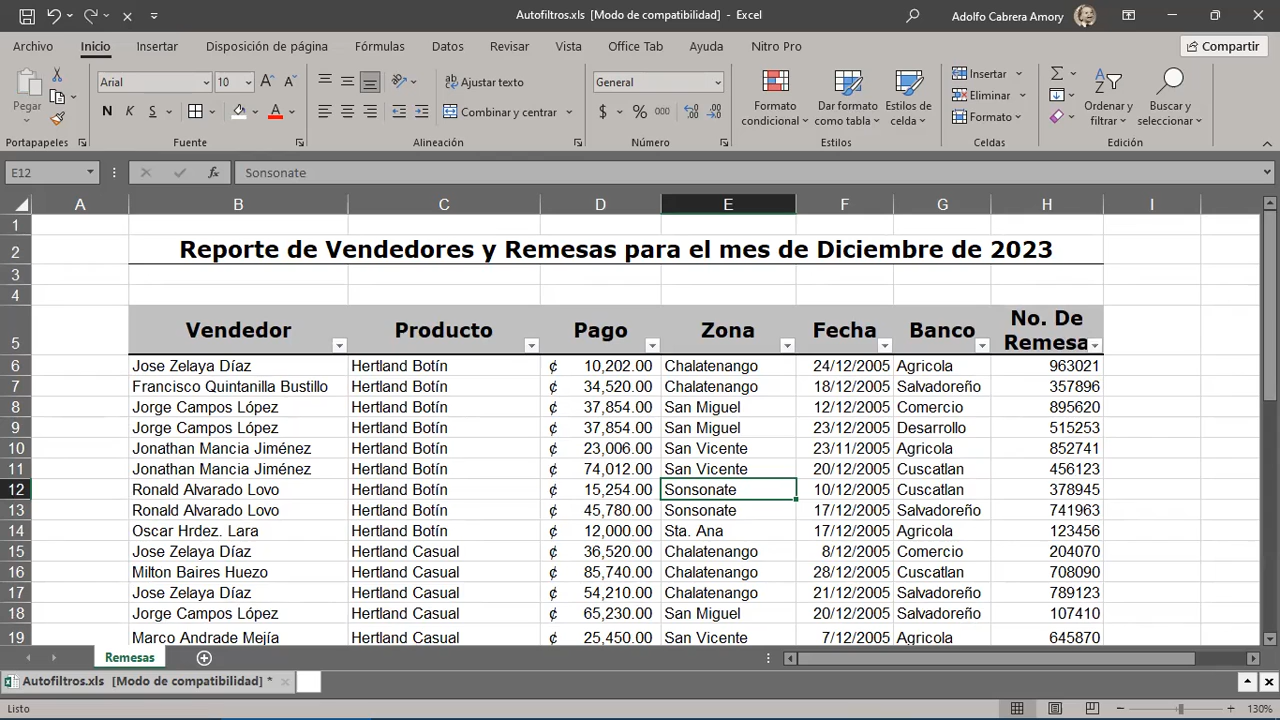 Autofiltros.xls [Modo de compatibilidad] - Excel
Adolfo Cabrera Amory
Archivo Inicio Insertar Disposición de página Fórmulas Datos Revisar Vista Office Tab Ayuda Nitro Pro Compartir
Pegar
Arial 10
N K S A
Ajustar texto
Combinar y centrar
General
$ % 000
Formato condicional
Dar formato como tabla
Estilos de celda
Insertar
Eliminar
Formato
Ordenar y filtrar
Buscar y seleccionar
Portapapeles Fuente Alineación Número Estilos Celdas Edición
E12 fx Sonsonate
A B C D E F G H I
1
2 Reporte de Vendedores y Remesas para el mes de Diciembre de 2023
3
4
5 Vendedor Producto Pago Zona Fecha Banco No. De Remesa
6 Jose Zelaya Díaz Hertland Botín ₡ 10,202.00 Chalatenango 24/12/2005 Agricola 963021
7 Francisco Quintanilla Bustillo Hertland Botín ₡ 34,520.00 Chalatenango 18/12/2005 Salvadoreño 357896
8 Jorge Campos López Hertland Botín ₡ 37,854.00 San Miguel 12/12/2005 Comercio 895620
9 Jorge Campos López Hertland Botín ₡ 37,854.00 San Miguel 23/12/2005 Desarrollo 515253
10 Jonathan Mancia Jiménez Hertland Botín ₡ 23,006.00 San Vicente 23/11/2005 Agricola 852741
11 Jonathan Mancia Jiménez Hertland Botín ₡ 74,012.00 San Vicente 20/12/2005 Cuscatlan 456123
12 Ronald Alvarado Lovo Hertland Botín ₡ 15,254.00 Sonsonate 10/12/2005 Cuscatlan 378945
13 Ronald Alvarado Lovo Hertland Botín ₡ 45,780.00 Sonsonate 17/12/2005 Salvadoreño 741963
14 Oscar Hrdez. Lara Hertland Botín ₡ 12,000.00 Sta. Ana 17/12/2005 Agricola 123456
15 Jose Zelaya Díaz Hertland Casual ₡ 36,520.00 Chalatenango 8/12/2005 Comercio 204070
16 Milton Baires Huezo Hertland Casual ₡ 85,740.00 Chalatenango 28/12/2005 Cuscatlan 708090
17 Jose Zelaya Díaz Hertland Casual ₡ 54,210.00 Chalatenango 21/12/2005 Salvadoreño 789123
18 Jorge Campos López Hertland Casual ₡ 65,230.00 San Miguel 20/12/2005 Salvadoreño 107410
19 Marco Andrade Mejía Hertland Casual ₡ 25,450.00 San Vicente 7/12/2005 Agricola 645870
Remesas
Autofiltros.xls [Modo de compatibilidad] *
Listo 130%